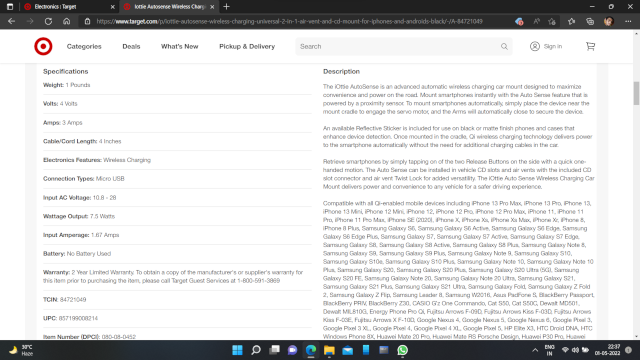 Electronics : Target
Iottie Autosense Wireless Charg
https://www.target.com/p/iottie-autosense-wireless-charging-universal-2-in-1-air-vent-and-cd-mount-for-iphones-and-androids-black/-/A-84721049
Categories
Deals
What's New
Pickup & Delivery
Search
Sign in
Specifications
Weight: 1 Pounds
Volts: 4 Volts
Amps: 3 Amps
Cable/Cord Length: 4 Inches
Electronics Features: Wireless Charging
Connection Types: Micro USB
Input AC Voltage: 10.8 - 28
Wattage Output: 7.5 Watts
Input Amperage: 1.67 Amps
Battery: No Battery Used
Warranty: 2 Year Limited Warranty. To obtain a copy of the manufacturer's or supplier's warranty for
this item prior to purchasing the item, please call Target Guest Services at 1-800-591-3869
TCIN: 84721049
UPC: 857199008214
Item Number (DPCI): 080-08-0452
Description
The iOttie AutoSense is an advanced automatic wireless charging car mount designed to maximize
convenience and power on the road. Mount smartphones instantly with the Auto Sense feature that is
powered by a proximity sensor. To mount smartphones automatically, simply place the device near the
mount cradle to engage the servo motor, and the Arms will automatically close to secure the device.
An available Reflective Sticker is included for use on black or matte finish phones and cases that
enhance device detection. Once mounted in the cradle, Qi wireless charging technology delivers power
to the smartphone automatically without the need for additional charging cables in the car.
Retrieve smartphones by simply tapping on of the two Release Buttons on the side with a quick one-
handed motion. The Auto Sense can be installed in vehicle CD slots and air vents with the included CD
slot connector and air vent Twist Lock for added versatility. The iOttie Auto Sense Wireless Charging Car
Mount delivers power and convenience to any vehicle for a safer driving experience.
Compatible with all Qi-enabled mobile devices including iPhone 13 Pro Max, iPhone 13 Pro, iPhone
13, iPhone 13 Mini, iPhone 12 Mini, iPhone 12, iPhone 12 Pro, iPhone 12 Pro Max, iPhone 11, iPhone 11
Pro, iPhone 11 Pro Max, iPhone SE (2020), iPhone X, iPhone Xs, iPhone Xs Max, iPhone Xr, iPhone 8,
iPhone 8 Plus, Samsung Galaxy S6, Samsung Galaxy S6 Active, Samsung Galaxy S6 Edge, Samsung
Galaxy S6 Edge Plus, Samsung Galaxy S7, Samsung Galaxy S7 Active, Samsung Galaxy S7 Edge,
Samsung Galaxy S8, Samsung Galaxy S8 Active, Samsung Galaxy S8 Plus, Samsung Galaxy Note 8,
Samsung Galaxy S9, Samsung Galaxy S9 Plus, Samsung Galaxy Note 9, Samsung Galaxy S10,
Samsung Galaxy S10e, Samsung Galaxy S10 Plus, Samsung Galaxy Note 10, Samsung Galaxy Note 10
Plus, Samsung Galaxy S20, Samsung Galaxy S20 Plus, Samsung Galaxy S20 Ultra (5G), Samsung
Galaxy S20 FE, Samsung Galaxy Note 20, Samsung Galaxy Note 20 Ultra, Samsung Galaxy S21,
Samsung Galaxy S21 Plus, Samsung Galaxy S21 Ultra, Samsung Galaxy Fold, Samsung Galaxy Z Fold
2, Samsung Galaxy Z Flip, Samsung Leader 8, Samsung W2016, Asus PadFone S, BlackBerry Passport,
BlackBerry PRIV, BlackBerry Z30, CASIO G'z One Commando, Cat S50, Cat S50C, Dewalt MD501,
Dewalt MIL810G, Energy Phone Pro Qi, Fujitsu Arrows F-09D, Fujitsu Arrows Kiss F-03D, Fujitsu Arrows
Kiss F-03E, Fujitsu Arrows X F-10D, Google Nexus 4, Google Nexus 5, Google Nexus 6, Google Pixel 3,
Google Pixel 3 XL, Google Pixel 4, Google Pixel 4 XL, Google Pixel 5, HP Elite X3, HTC Droid DNA, HTC
Windows Phone 8X, Huawei Mate 20 Pro, Huawei Mate RS Porsche Design, Huawei P30 Pro, Huawei
30°C
Haze
ENG
IN
22:37
01-05-2022